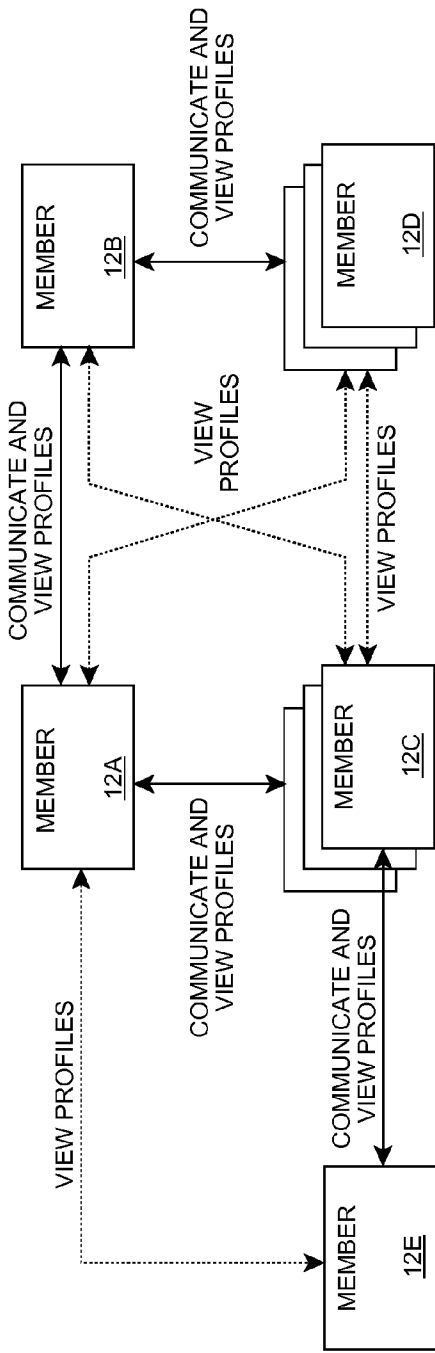 COMMUNICATE AND
VIEW PROFILES
VIEW PROFILES
MEMBER
12A
MEMBER
12B
COMMUNICATE AND
VIEW PROFILES
VIEW
PROFILES
COMMUNICATE AND
VIEW PROFILES
COMMUNICATE AND
VIEW PROFILES
MEMBER
12E
MEMBER
12C
VIEW PROFILES
MEMBER
12D